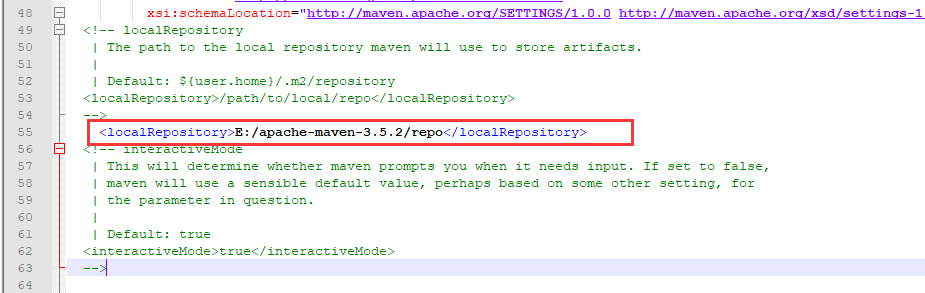 48 xsi:schemaLocation="http://maven.apache.org/SETTINGS/1.0.0 http://maven.apache.org/xsd/settings-1
49 <!-- localRepository
50 | The path to the local repository maven will use to store artifacts.
51 |
52 | Default: ${user.home}/.m2/repository
53 <localRepository>/path/to/local/repo</localRepository>
54 -->
55 <localRepository>E:/apache-maven-3.5.2/repo</localRepository>
56 <!-- interactiveMode
57 | This will determine whether maven prompts you when it needs input. If set to false,
58 | maven will use a sensible default value, perhaps based on some other setting, for
59 | the parameter in question.
60 |
61 | Default: true
62 <interactiveMode>true</interactiveMode>
63 -->
64